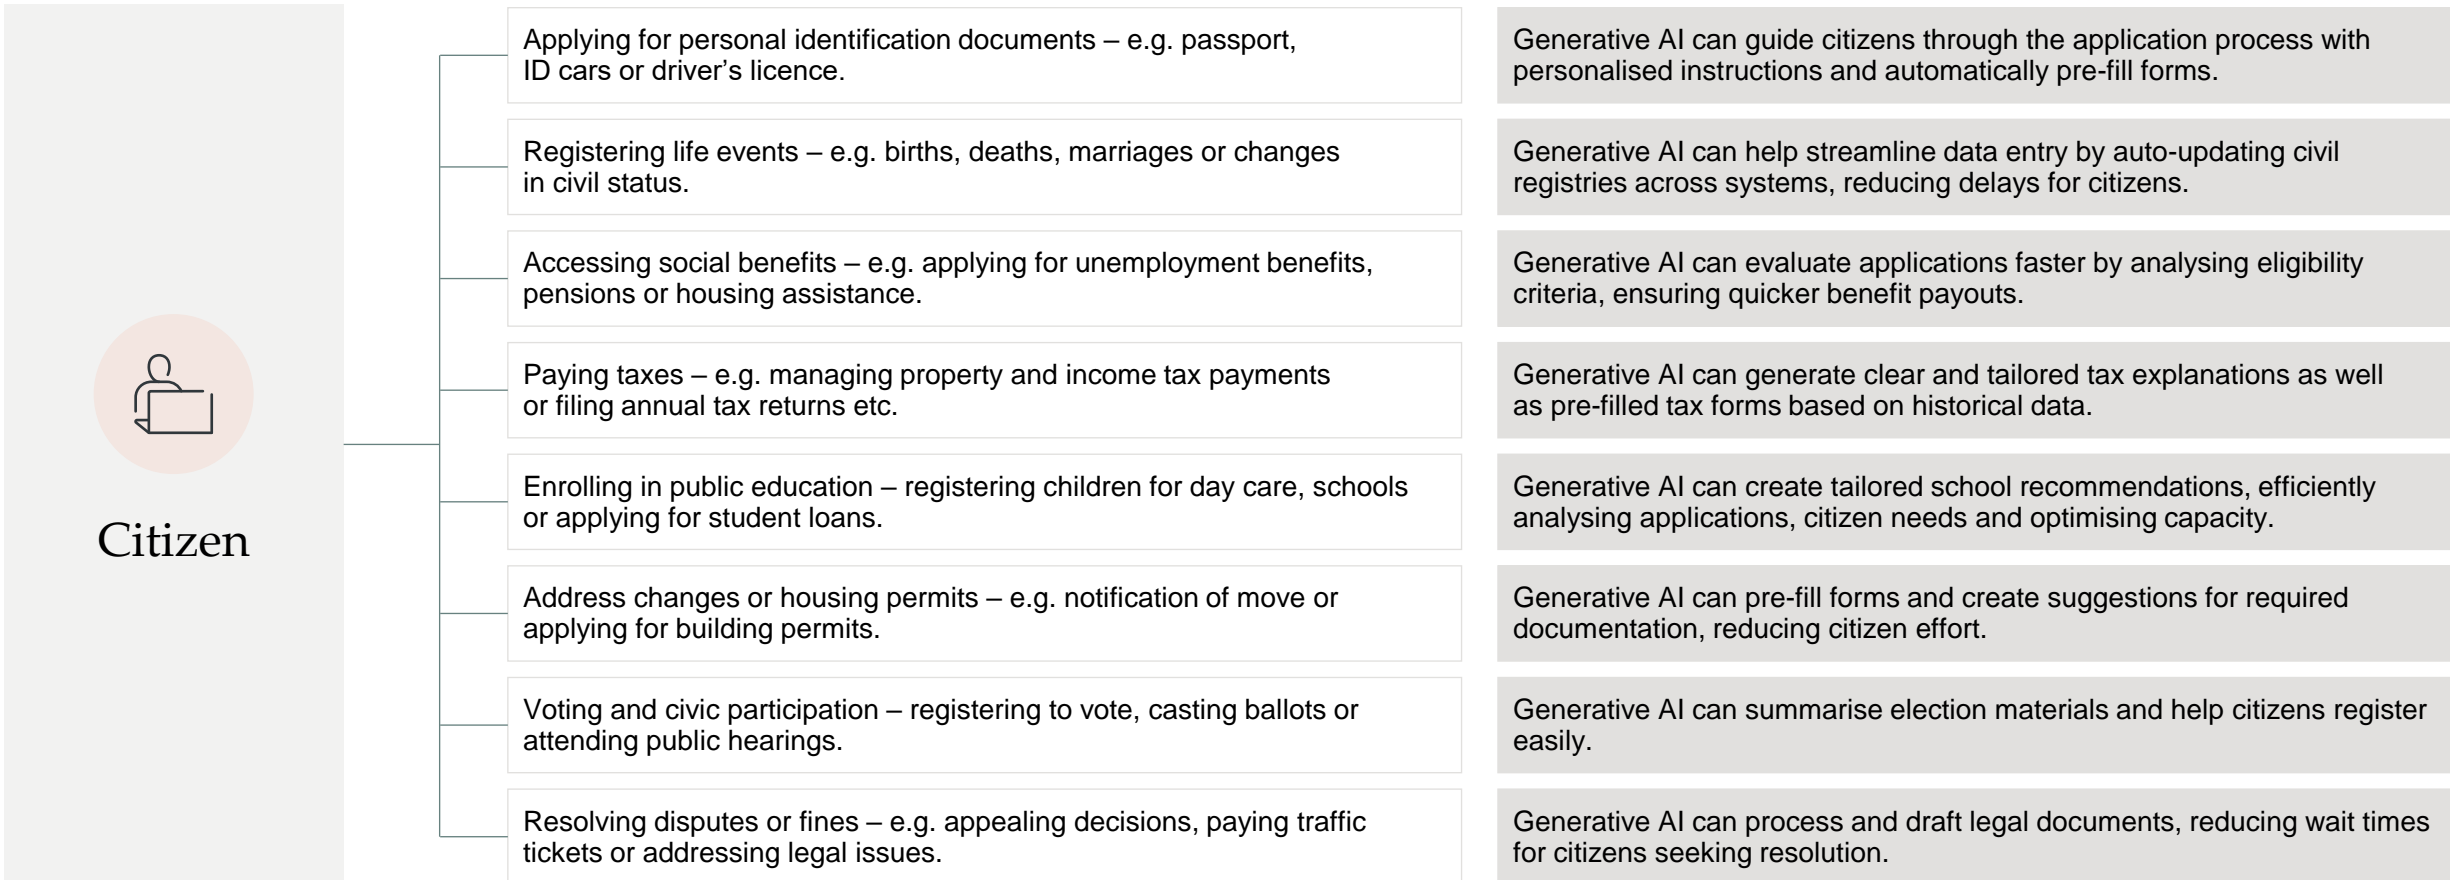 Citizen
Applying for personal identification documents – e.g. passport,
ID cars or driver's licence.
Generative AI can guide citizens through the application process with
personalised instructions and automatically pre-fill forms.
Registering life events – e.g. births, deaths, marriages or changes
in civil status.
Generative AI can help streamline data entry by auto-updating civil
registries across systems, reducing delays for citizens.
Accessing social benefits – e.g. applying for unemployment benefits,
pensions or housing assistance.
Generative AI can evaluate applications faster by analysing eligibility
criteria, ensuring quicker benefit payouts.
Paying taxes – e.g. managing property and income tax payments
or filing annual tax returns etc.
Generative AI can generate clear and tailored tax explanations as well
as pre-filled tax forms based on historical data.
Enrolling in public education – registering children for day care, schools
or applying for student loans.
Generative AI can create tailored school recommendations, efficiently
analysing applications, citizen needs and optimising capacity.
Address changes or housing permits – e.g. notification of move or
applying for building permits.
Generative AI can pre-fill forms and create suggestions for required
documentation, reducing citizen effort.
Voting and civic participation – registering to vote, casting ballots or
attending public hearings.
Generative AI can summarise election materials and help citizens register
easily.
Resolving disputes or fines – e.g. appealing decisions, paying traffic
tickets or addressing legal issues.
Generative AI can process and draft legal documents, reducing wait times
for citizens seeking resolution.